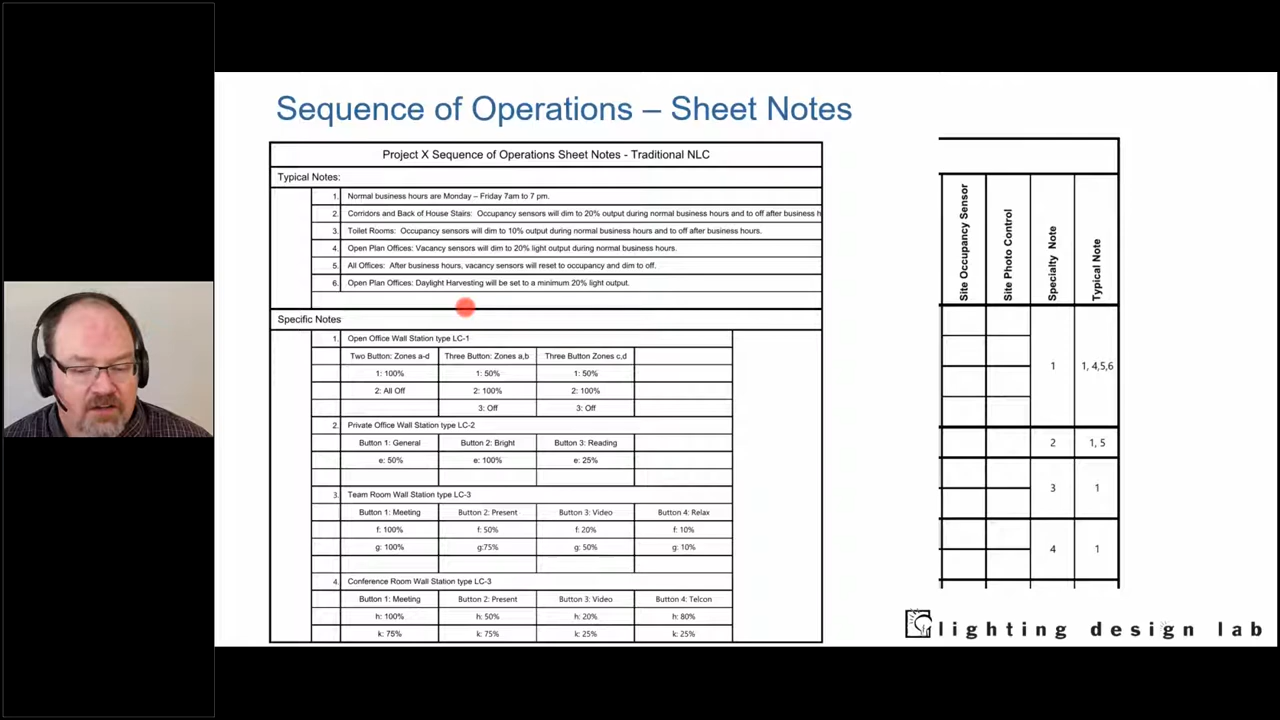 Sequence of Operations – Sheet Notes
Project X Sequence of Operations Sheet Notes - Traditional NLC
Typical Notes:
1. Normal business hours are Monday – Friday 7am to 7 pm.
2. Corridors and Back of House Stairs: Occupancy sensors will dim to 20% output during normal business hours and to off after business h
3. Toilet Rooms: Occupancy sensors will dim to 10% output during normal business hours and to off after business hours.
4. Open Plan Offices: Vacancy sensors will dim to 20% light output during normal business hours.
5. All Offices: After business hours, vacancy sensors will reset to occupancy and dim to off.
6. Open Plan Offices: Daylight Harvesting will be set to a minimum 20% light output.
Specific Notes
1. Open Office Wall Station type LC-1
Two Button: Zones a-d Three Button: Zones a,b Three Button Zones c,d
1: 100% 1: 50% 1: 50%
2: All Off 2: 100% 2: 100%
3: Off 3: Off
2. Private Office Wall Station type LC-2
Button 1: General Button 2: Bright Button 3: Reading
e: 50% e: 100% e: 25%
3. Team Room Wall Station type LC-3
Button 1: Meeting Button 2: Present Button 3: Video Button 4: Relax
f: 100% f: 50% f: 20% f: 10%
g: 100% g:75% g: 50% g: 10%
4. Conference Room Wall Station type LC-3
Button 1: Meeting Button 2: Present Button 3: Video Button 4: Telcon
h: 100% h: 50% h: 20% h: 80%
k: 75% k: 75% k: 25% k: 25%
Site Occupancy Sensor
Site Photo Control
Specialty Note
Typical Note
1 1, 4,5,6
2 1, 5
3 1
4 1
lighting design lab